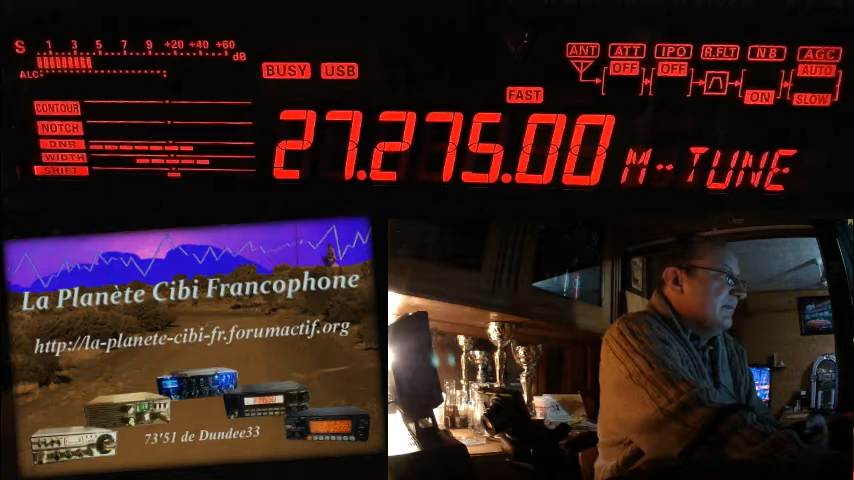 S 1 3 5 7 9 +20 +40 +60 dB
ALC
BUSY USB
ANT ATT IPO R.FLT NB AGC
OFF OFF AUTO
ON SLOW
FAST
CONTOUR
NOTCH
DNR
WIDTH
SHIFT
27.275.00 M-TUNE
La Planète Cibi Francophone
http://la-planete-cibi-fr.forumactif.org
73'51 de Dundee33